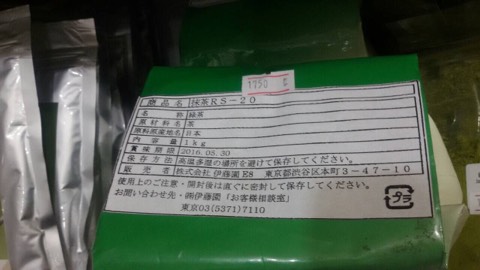 1750
商品名 抹茶RS-20
名称 緑茶
原材料名 茶
原料原産地名 日本
内容量 1kg
賞味期限 2016.05.30
保存方法 高温多湿の場所を避けて保存してください。
販売者 株式会社 伊藤園E8 東京都渋谷区本町3-47-10
使用上のご注意・開封後は直ぐに密封して保存してください。
お問い合わせ先・㈱伊藤園「お客様相談室」
東京03(5371)7110
プラ